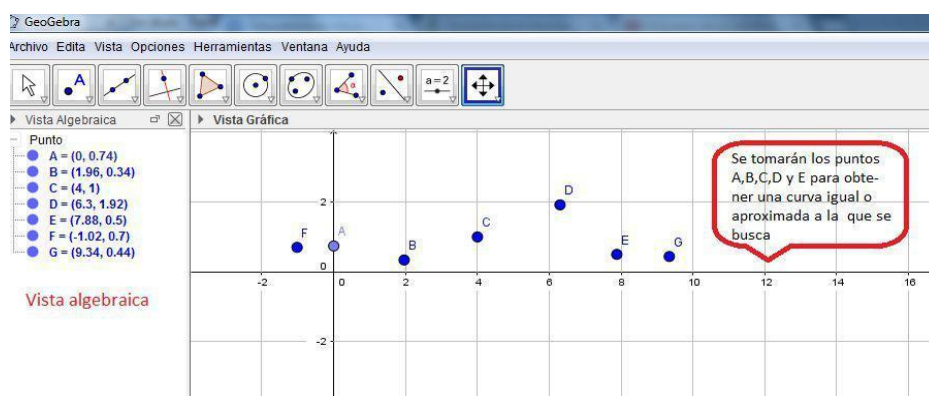 GeoGebra
Archivo Edita Vista Opciones Herramientas Ventana Ayuda
A
α
a=2
Vista Algebraica
Vista Gráfica
Punto
A = (0, 0.74)
B = (1.96, 0.34)
C = (4, 1)
D = (6.3, 1.92)
E = (7.88, 0.5)
F = (-1.02, 0.7)
G = (9.34, 0.44)
Vista algebraica
Se tomarán los puntos
A,B,C,D y E para obte-
ner una curva igual o
aproximada a la que se
busca
D
2
C
F A
B
E G
0
-2 0 2 4 6 8 10 12 14 16
-2